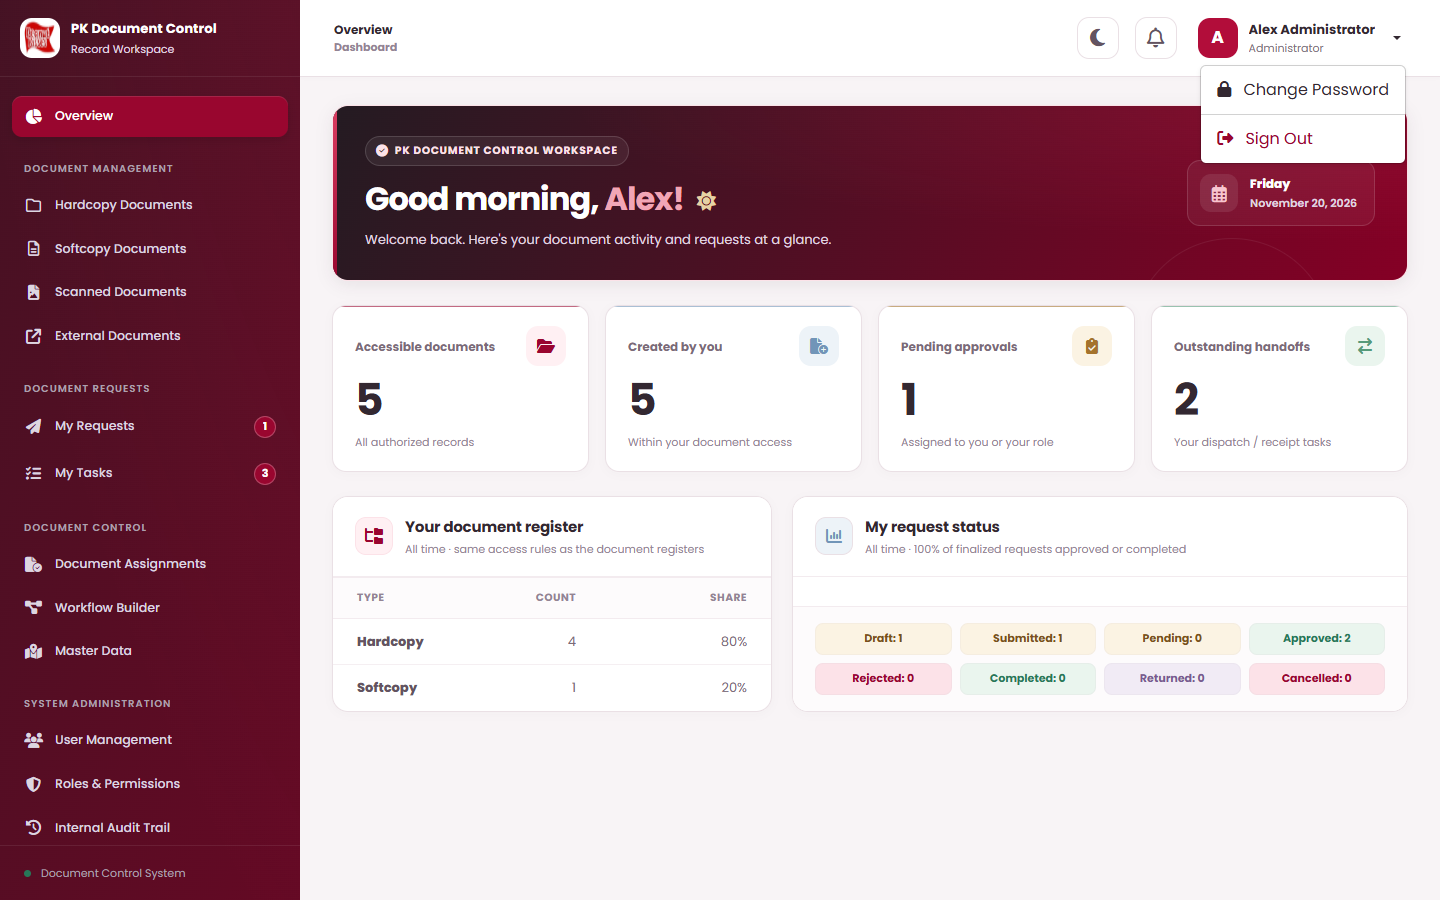 PK Document Control
Record Workspace
Overview
DOCUMENT MANAGEMENT
Hardcopy Documents
Softcopy Documents
Scanned Documents
External Documents
DOCUMENT REQUESTS
My Requests 1
My Tasks 3
DOCUMENT CONTROL
Document Assignments
Workflow Builder
Master Data
SYSTEM ADMINISTRATION
User Management
Roles & Permissions
Internal Audit Trail
Document Control System
Overview
Dashboard
A
Alex Administrator
Administrator
Change Password
Sign Out
PK DOCUMENT CONTROL WORKSPACE
Good morning, Alex!
Welcome back. Here's your document activity and requests at a glance.
Friday
November 20, 2026
Accessible documents
5
All authorized records
Created by you
5
Within your document access
Pending approvals
1
Assigned to you or your role
Outstanding handoffs
2
Your dispatch / receipt tasks
Your document register
All time · same access rules as the document registers
TYPE COUNT SHARE
Hardcopy 4 80%
Softcopy 1 20%
My request status
All time · 100% of finalized requests approved or completed
Draft: 1 Submitted: 1 Pending: 0 Approved: 2
Rejected: 0 Completed: 0 Returned: 0 Cancelled: 0